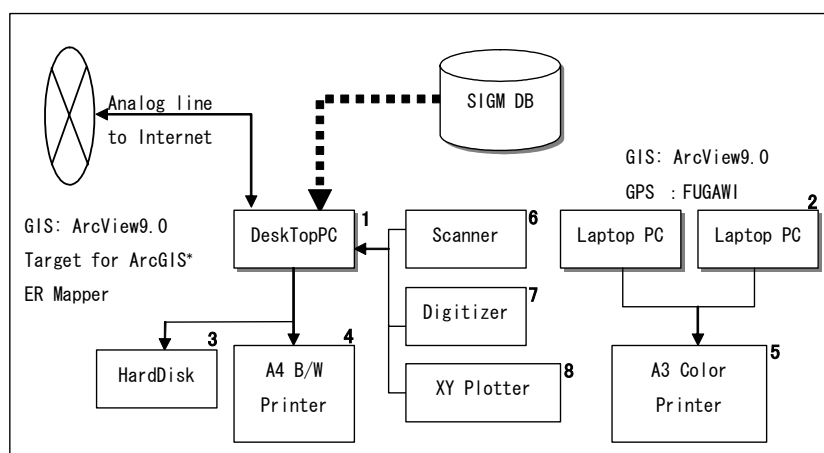 Analog line
to Internet
SIGM DB
GIS: ArcView9.0
GPS : FUGAWI
GIS: ArcView9.0
Target for ArcGIS*
ER Mapper
DeskTopPC
1
Scanner
6
Laptop PC
Laptop PC
2
Digitizer
7
HardDisk
3
A4 B/W
Printer
4
XY Plotter
8
A3 Color
Printer
5